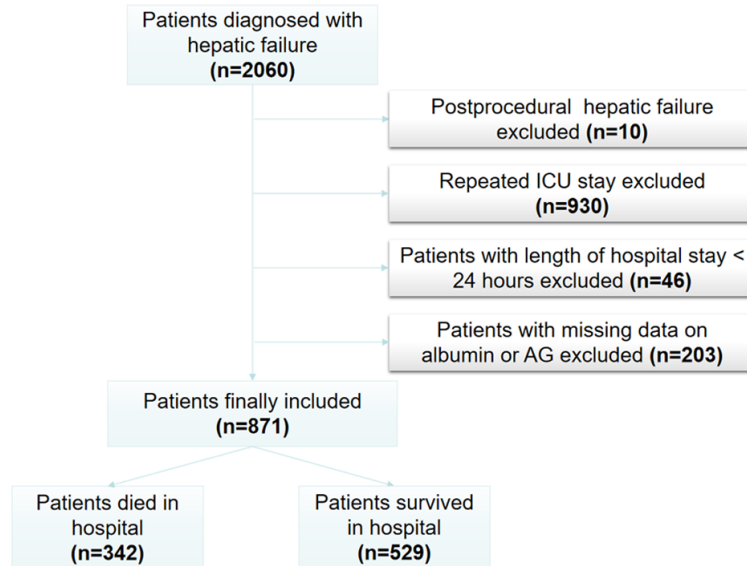 Patients diagnosed with
hepatic failure
(n=2060)
Postprocedural hepatic failure
excluded (n=10)
Repeated ICU stay excluded
(n=930)
Patients with length of hospital stay <
24 hours excluded (n=46)
Patients with missing data on
albumin or AG excluded (n=203)
Patients finally included
(n=871)
Patients died in
hospital
(n=342)
Patients survived
in hospital
(n=529)